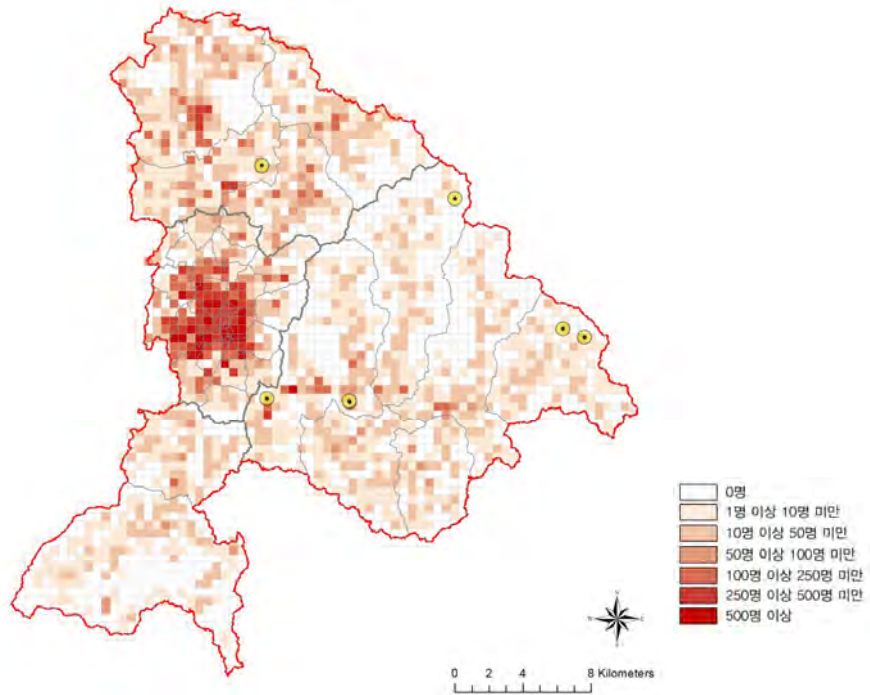 0명
1명 이상 10명 미만
10명 이상 50명 미만
50명 이상 100명 미만
100명 이상 250명 미만
250명 이상 500명 미만
500명 이상
N
0 2 4 8 Kilometers